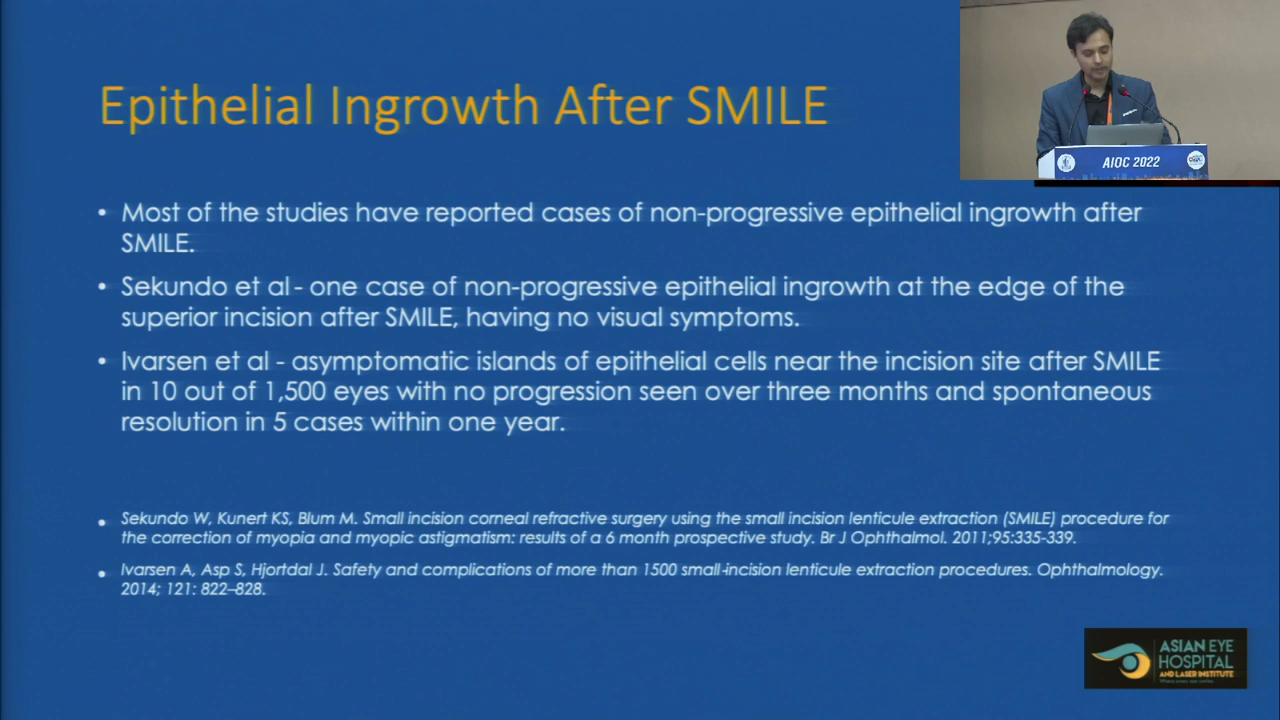 Epithelial Ingrowth After SMILE
AIOC 2022
• Most of the studies have reported cases of non-progressive epithelial ingrowth after
SMILE.
• Sekundo et al - one case of non-progressive epithelial ingrowth at the edge of the
superior incision after SMILE, having no visual symptoms.
• Ivarsen et al - asymptomatic islands of epithelial cells near the incision site after SMILE
in 10 out of 1,500 eyes with no progression seen over three months and spontaneous
resolution in 5 cases within one year.
• Sekundo W, Kunert KS, Blum M. Small incision corneal refractive surgery using the small incision lenticule extraction (SMILE) procedure for
the correction of myopia and myopic astigmatism: results of a 6 month prospective study. Br J Ophthalmol. 2011;95:335-339.
• Ivarsen A, Asp S, Hjortdal J. Safety and complications of more than 1500 small-incision lenticule extraction procedures. Ophthalmology.
2014; 121: 822–828.
ASIAN EYE
HOSPITAL
AND LASER INSTITUTE